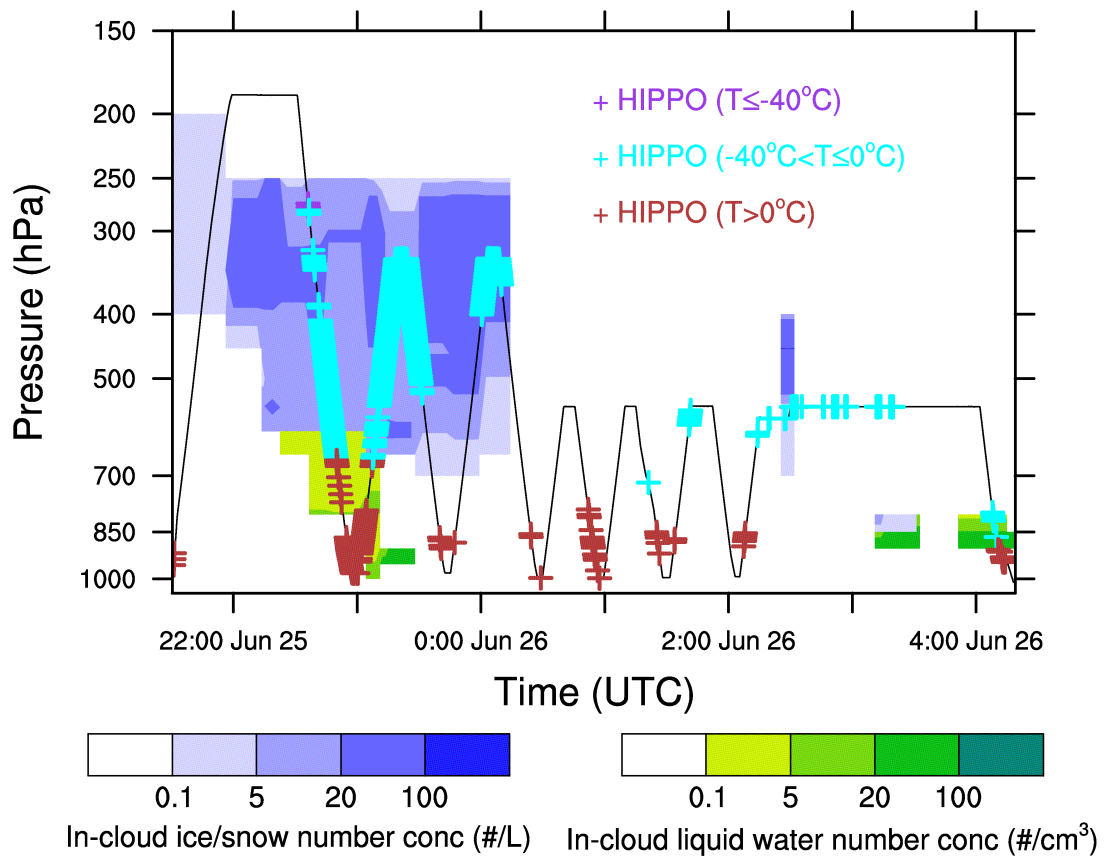 150
200
250
300
400
500
700
850
1000
Pressure (hPa)
+ HIPPO (T≤-40°C)
+ HIPPO (-40°C<T≤0°C)
+ HIPPO (T>0°C)
22:00 Jun 25 0:00 Jun 26 2:00 Jun 26 4:00 Jun 26
Time (UTC)
0.1 5 20 100
In-cloud ice/snow number conc (#/L)
0.1 5 20 100
In-cloud liquid water number conc (#/cm³)